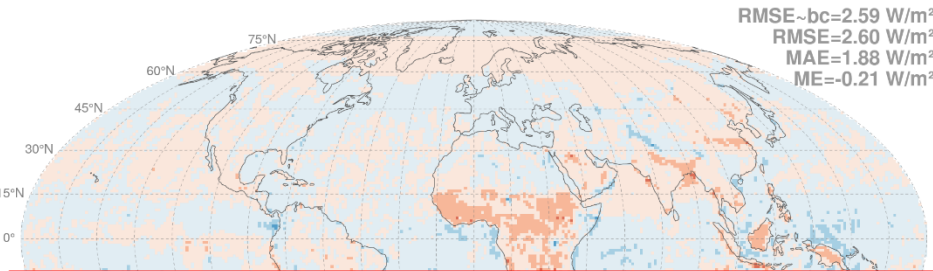 RMSE~bc=2.59 W/m²
RMSE=2.60 W/m²
MAE=1.88 W/m²
ME=-0.21 W/m²
75°N
60°N
45°N
30°N
15°N
0°